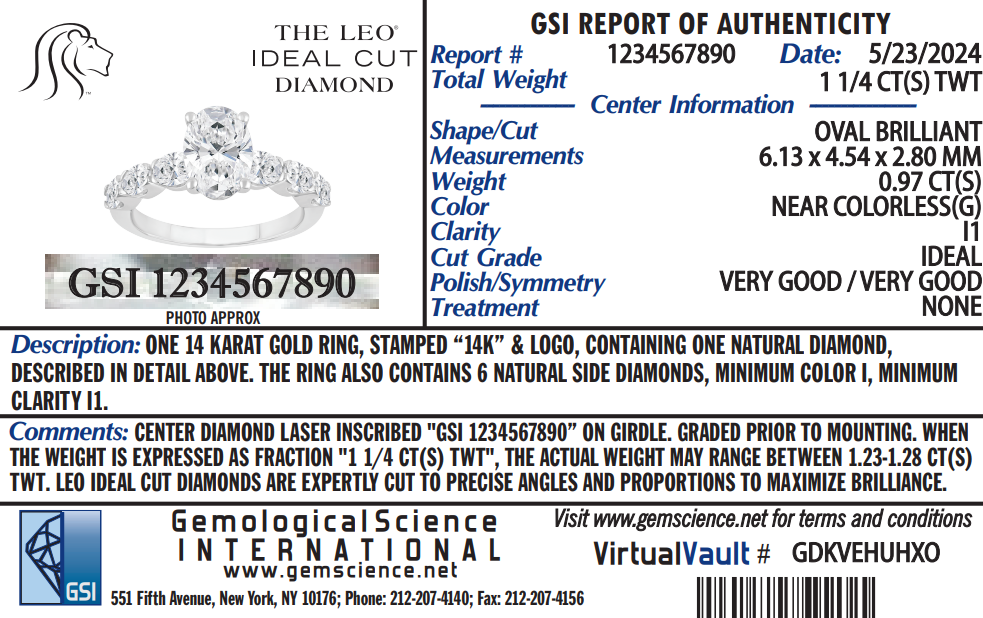 THE LEO®
IDEAL CUT
DIAMOND
™
GSI 1234567890
PHOTO APPROX
GSI REPORT OF AUTHENTICITY
Report # 1234567890 Date: 5/23/2024
Total Weight 1 1/4 CT(S) TWT
Center Information
Shape/Cut OVAL BRILLIANT
Measurements 6.13 x 4.54 x 2.80 MM
Weight 0.97 CT(S)
Color NEAR COLORLESS(G)
Clarity I1
Cut Grade IDEAL
Polish/Symmetry VERY GOOD / VERY GOOD
Treatment NONE
Description: ONE 14 KARAT GOLD RING, STAMPED “14K” & LOGO, CONTAINING ONE NATURAL DIAMOND,
DESCRIBED IN DETAIL ABOVE. THE RING ALSO CONTAINS 6 NATURAL SIDE DIAMONDS, MINIMUM COLOR I, MINIMUM
CLARITY I1.
Comments: CENTER DIAMOND LASER INSCRIBED "GSI 1234567890” ON GIRDLE. GRADED PRIOR TO MOUNTING. WHEN
THE WEIGHT IS EXPRESSED AS FRACTION "1 1/4 CT(S) TWT", THE ACTUAL WEIGHT MAY RANGE BETWEEN 1.23-1.28 CT(S)
TWT. LEO IDEAL CUT DIAMONDS ARE EXPERTLY CUT TO PRECISE ANGLES AND PROPORTIONS TO MAXIMIZE BRILLIANCE.
GSI
GemologicalScience
INTERNATIONAL
www.gemscience.net
551 Fifth Avenue, New York, NY 10176; Phone: 212-207-4140; Fax: 212-207-4156
Visit www.gemscience.net for terms and conditions
VirtualVault # GDKVEHUHXO